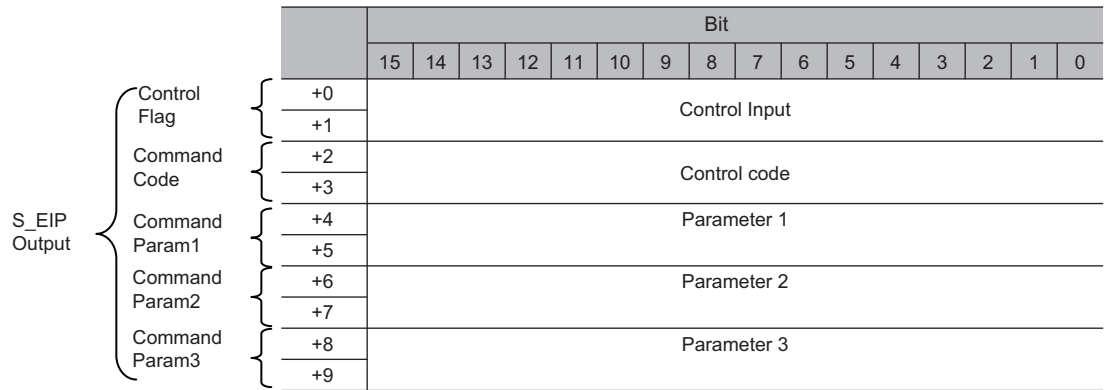 Bit
15 14 13 12 11 10 9 8 7 6 5 4 3 2 1 0
S_EIP
Output
Control
Flag
+0
+1
Control Input
Command
Code
+2
+3
Control code
Command
Param1
+4
+5
Parameter 1
Command
Param2
+6
+7
Parameter 2
Command
Param3
+8
+9
Parameter 3